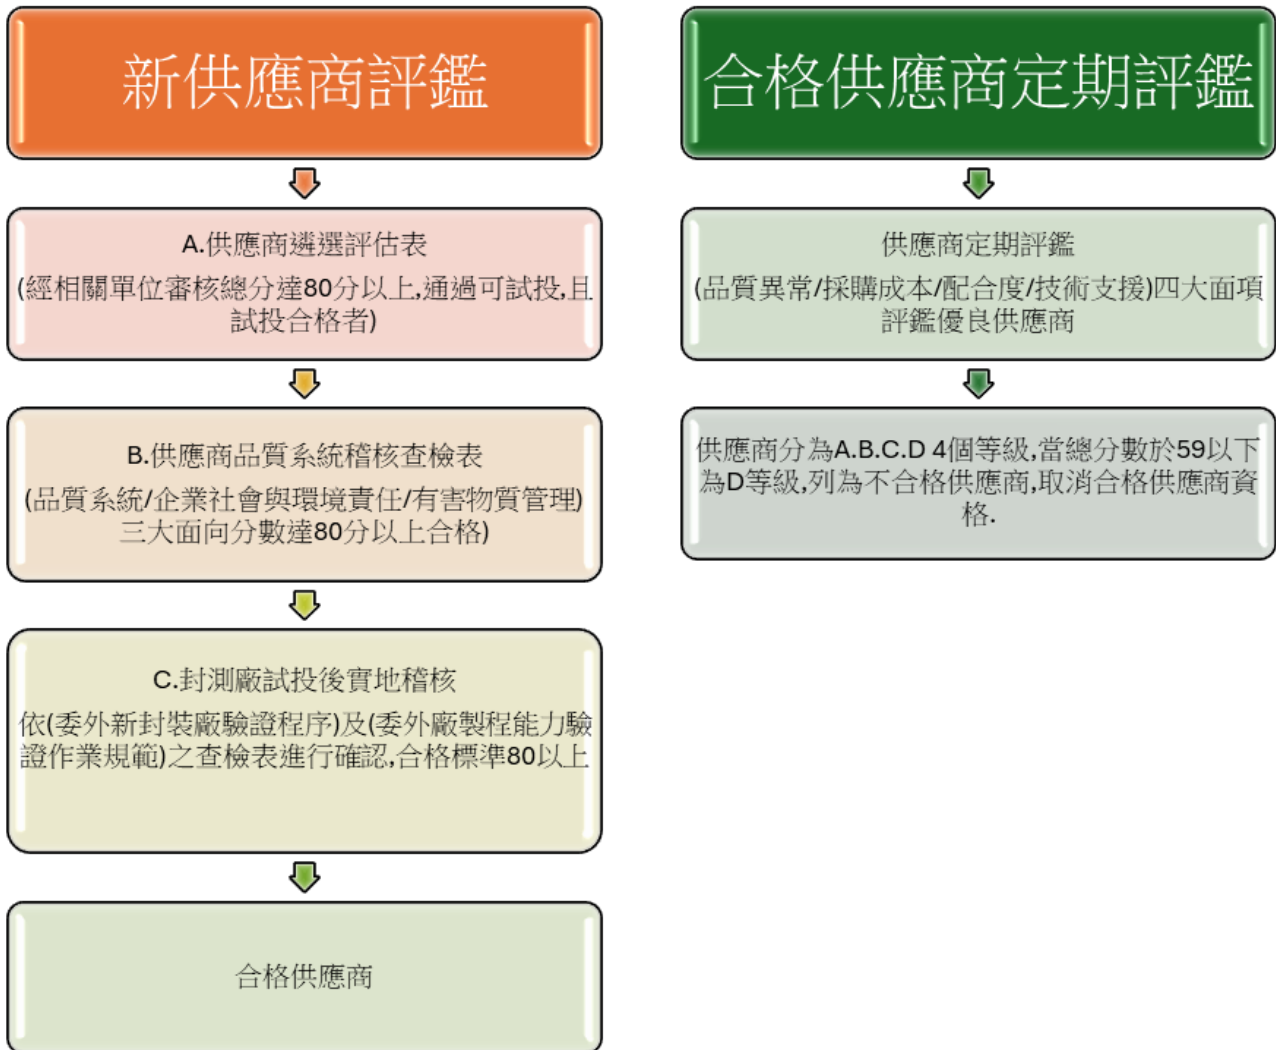 新供應商評鑑
A.供應商遴選評估表
(經相關單位審核總分達80分以上,通過可試投,且
試投合格者)
B.供應商品質系統稽核查檢表
(品質系統/企業社會與環境責任/有害物質管理)
三大面向分數達80分以上合格)
C.封測廠試投後實地稽核
依(委外新封裝廠驗證程序)及(委外廠製程能力驗
證作業規範)之查檢表進行確認,合格標準80以上
合格供應商
合格供應商定期評鑑
供應商定期評鑑
(品質異常/採購成本/配合度/技術支援)四大面項
評鑑優良供應商
供應商分為A.B.C.D 4個等級,當總分數於59以下
為D等級,列為不合格供應商,取消合格供應商資
格.